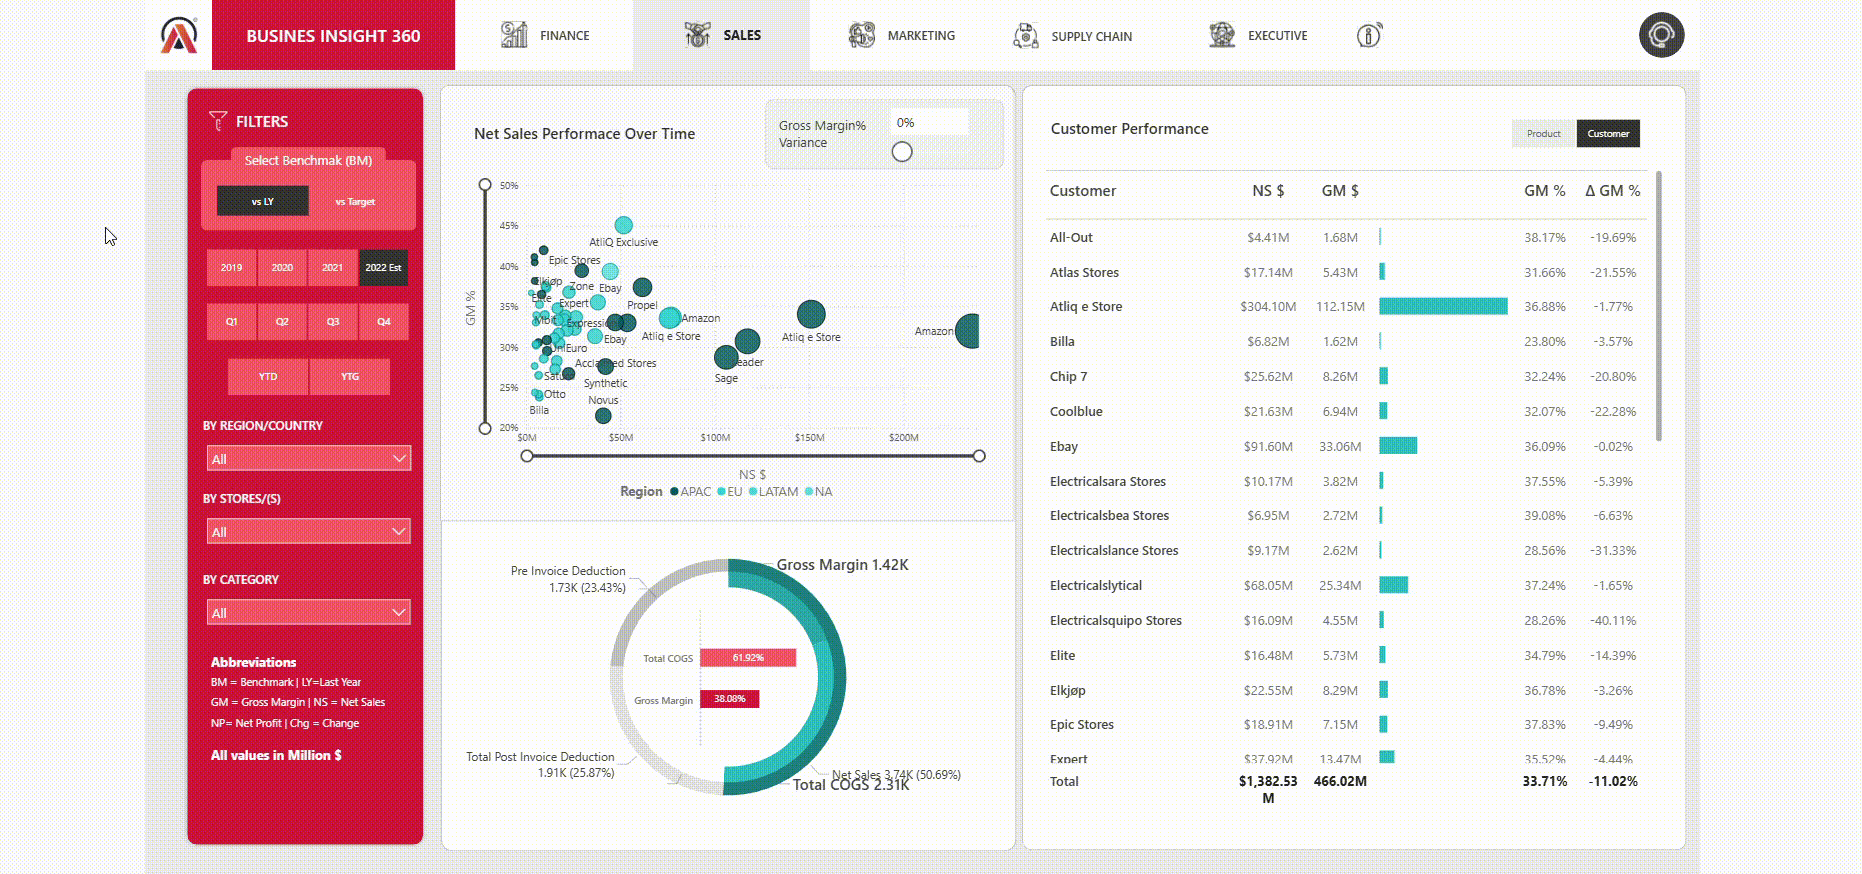 BUSINES INSIGHT 360
FINANCE
SALES
MARKETING
SUPPLY CHAIN
EXECUTIVE
FILTERS
Select Benchmak (BM)
vs LY
vs Target
2019
2020
2021
2022 Est
Q1
Q2
Q3
Q4
YTD
YTG
BY REGION/COUNTRY
All
BY STORES/(S)
All
BY CATEGORY
All
Abbreviations
BM = Benchmark | LY=Last Year
GM = Gross Margin | NS = Net Sales
NP= Net Profit | Chg = Change
All values in Million $
Net Sales Performace Over Time
Gross Margin%
Variance
0%
GM %
50%
45%
40%
35%
30%
25%
20%
AtliQ Exclusive
Epic Stores
Elkjøp
Zone
Ebay
Elite
Expert
Propel
Mbit
Expression
Amazon
Ebay
Atliq e Store
Atliq e Store
Amazon
UniEuro
Acclaimed Stores
Leader
Sage
Saturn
Synthetic
Otto
Novus
Billa
$0M
$50M
$100M
$150M
$200M
NS $
Region APAC EU LATAM NA
Gross Margin 1.42K
Pre Invoice Deduction
1.73K (23.43%)
Total COGS
61.92%
Gross Margin
38.08%
Total Post Invoice Deduction
1.91K (25.87%)
Net Sales 3.74K (50.69%)
Total COGS 2.31K
Customer Performance
Product
Customer
Customer NS $ GM $ GM % Δ GM %
All-Out $4.41M 1.68M 38.17% -19.69%
Atlas Stores $17.14M 5.43M 31.66% -21.55%
Atliq e Store $304.10M 112.15M 36.88% -1.77%
Billa $6.82M 1.62M 23.80% -3.57%
Chip 7 $25.62M 8.26M 32.24% -20.80%
Coolblue $21.63M 6.94M 32.07% -22.28%
Ebay $91.60M 33.06M 36.09% -0.02%
Electricalsara Stores $10.17M 3.82M 37.55% -5.39%
Electricalsbea Stores $6.95M 2.72M 39.08% -6.63%
Electricalslance Stores $9.17M 2.62M 28.56% -31.33%
Electricalslytical $68.05M 25.34M 37.24% -1.65%
Electricalsquipo Stores $16.09M 4.55M 28.26% -40.11%
Elite $16.48M 5.73M 34.79% -14.39%
Elkjøp $22.55M 8.29M 36.78% -3.26%
Epic Stores $18.91M 7.15M 37.83% -9.49%
Expert $37.92M 13.47M 35.52% -4.44%
Total $1,382.53 466.02M 33.71% -11.02%
M